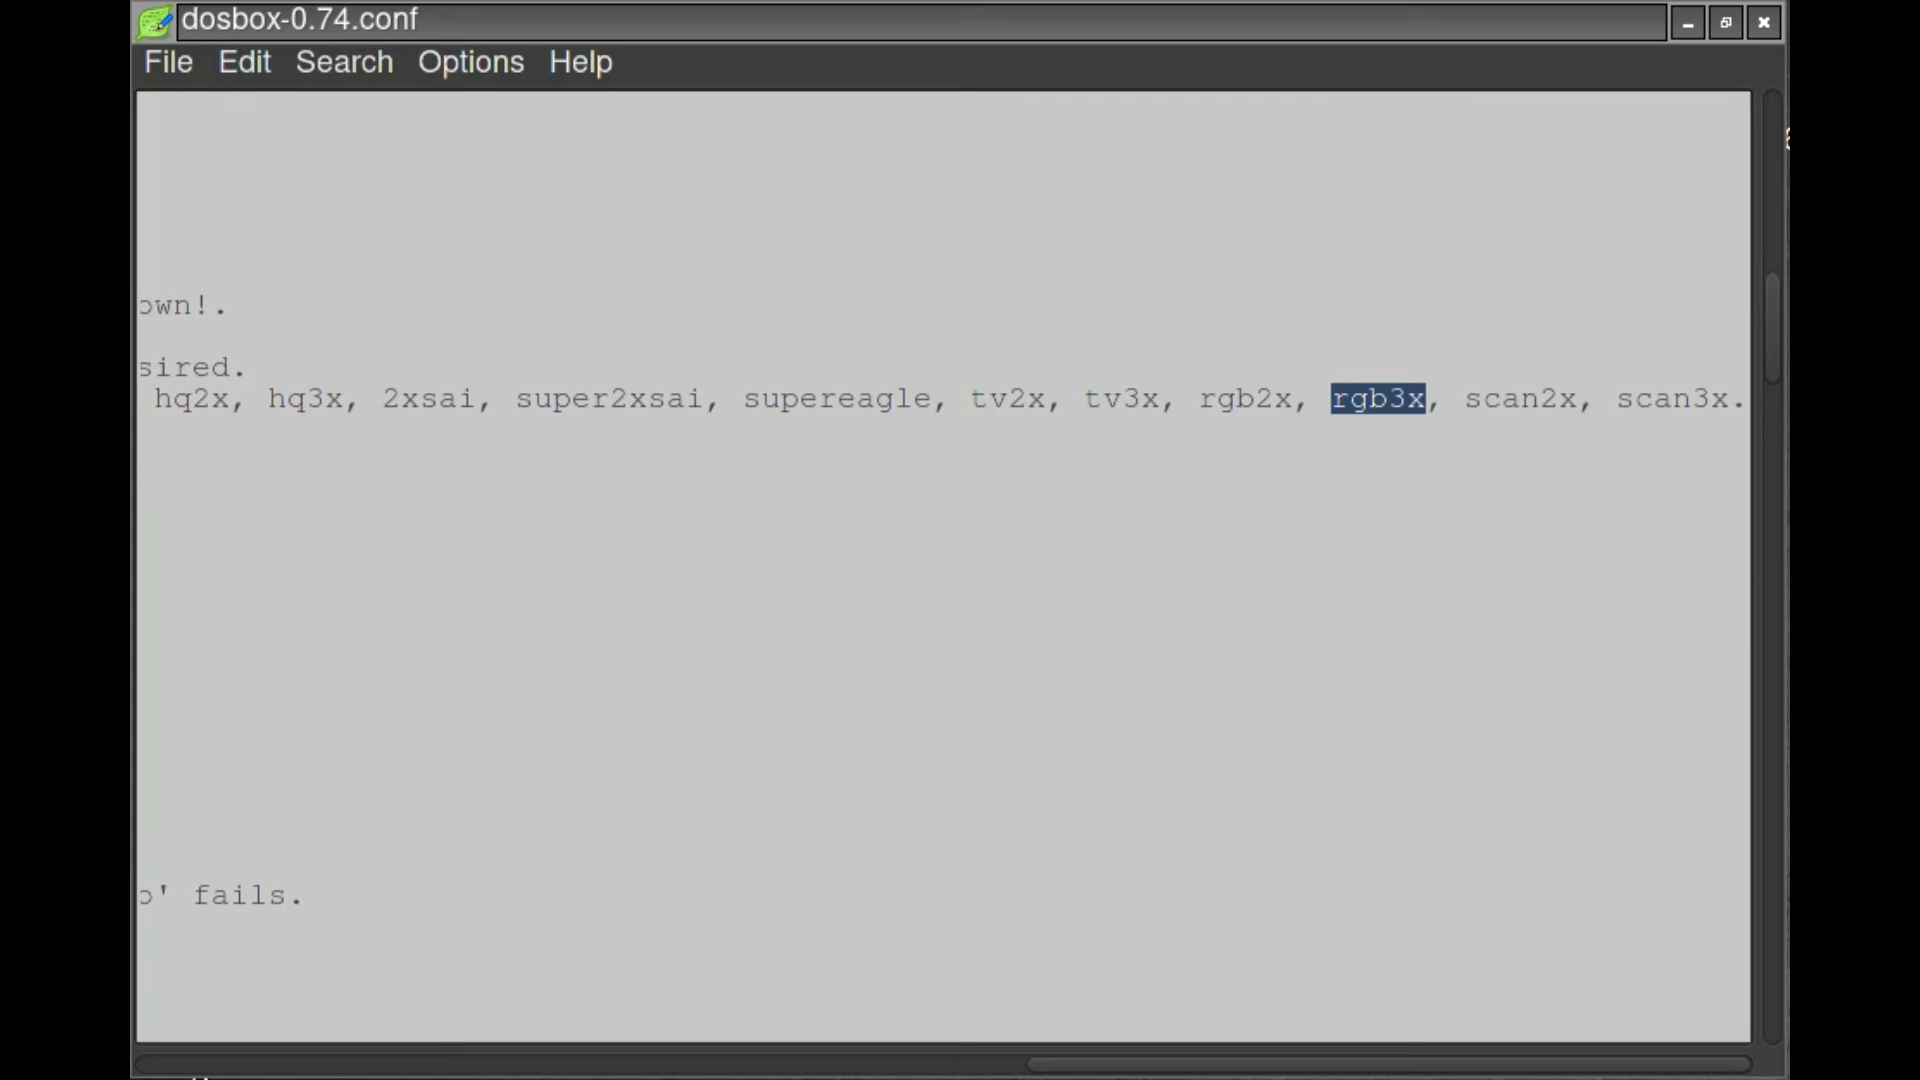 dosbox-0.74.conf
File Edit Search Options Help
own!.
sired.
hq2x, hq3x, 2xsai, super2xsai, supereagle, tv2x, tv3x, rgb2x, rgb3x, scan2x, scan3x.
o' fails.